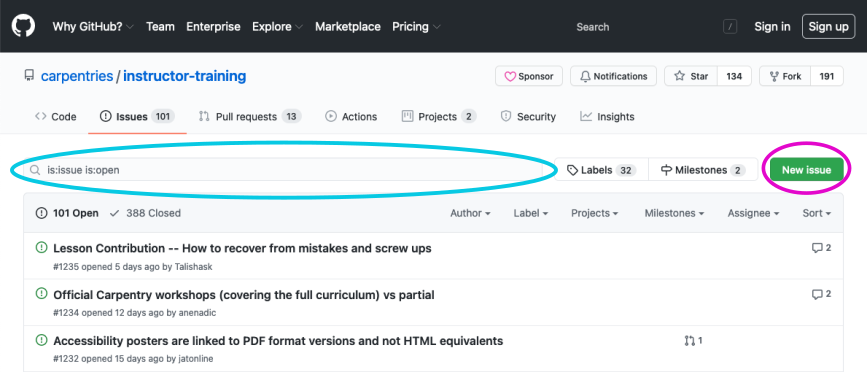 Why GitHub? Team Enterprise Explore Marketplace Pricing Search / Sign in Sign up
carpentries / instructor-training Sponsor Notifications Star 134 Fork 191
Code Issues 101 Pull requests 13 Actions Projects 2 Security Insights
is:issue is:open Labels 32 Milestones 2 New issue
101 Open 388 Closed Author Label Projects Milestones Assignee Sort
Lesson Contribution -- How to recover from mistakes and screw ups 2
#1235 opened 5 days ago by Talishask
Official Carpentry workshops (covering the full curriculum) vs partial 2
#1234 opened 12 days ago by anenadic
Accessibility posters are linked to PDF format versions and not HTML equivalents 1
#1232 opened 15 days ago by jatonline